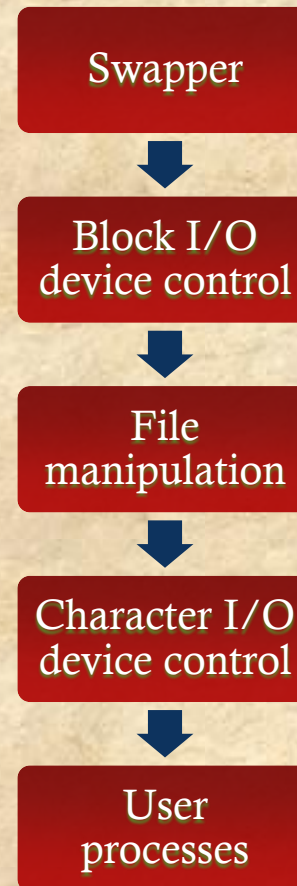 Swapper
Block I/O
device control
File
manipulation
Character I/O
device control
User
processes